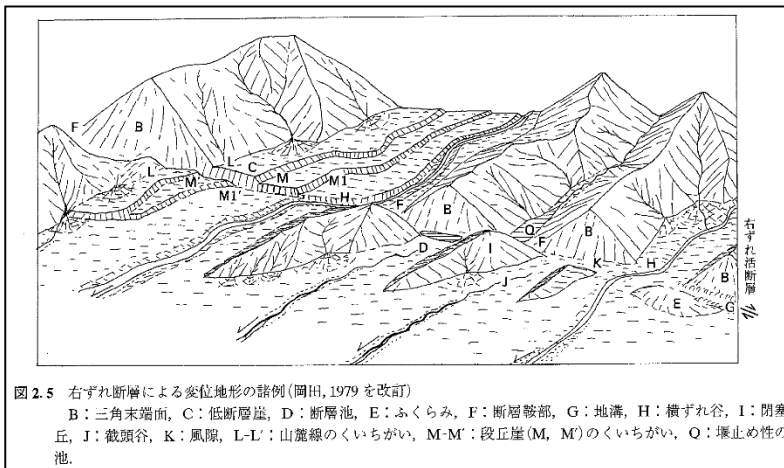 F
B
L
C
L′
M
M
M1
M1′
H
F
B
Q
F
B
D
I
J
K
H
B
E
G
右ずれ活断層
図2.5 右ずれ断層による変位地形の諸例(岡田,1979を改訂)
B:三角末端面,C:低断層崖,D:断層池,E:ふくらみ,F:断層鞍部,G:地溝,H:横ずれ谷,I:閉塞
丘,J:截頭谷,K:風隙,L-L′:山麓線のくいちがい,M-M′:段丘崖(M, M′)のくいちがい,Q:堰止め性の
池.